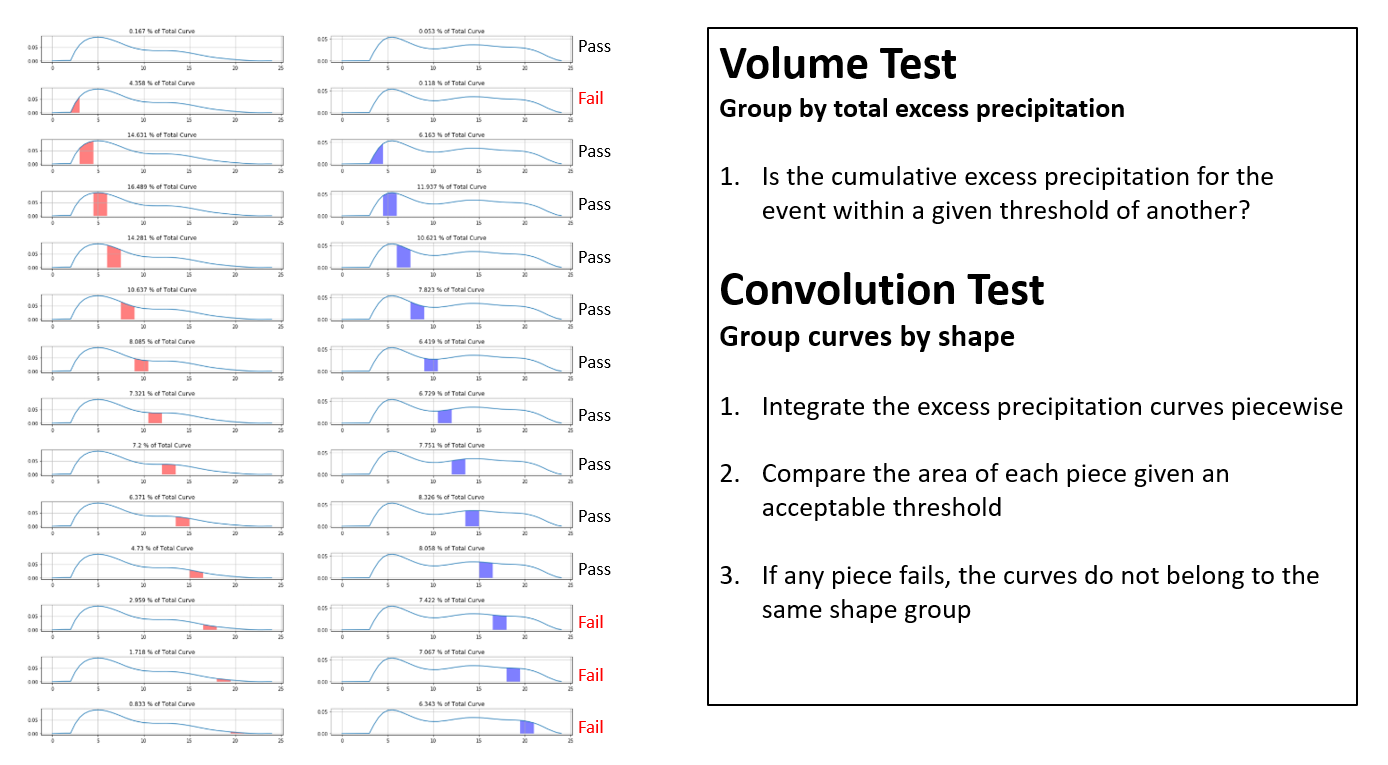 0.167 % of Total Curve 0.053 % of Total Curve Pass
4.358 % of Total Curve 0.118 % of Total Curve Fail
14.631 % of Total Curve 6.163 % of Total Curve Pass
16.489 % of Total Curve 11.937 % of Total Curve Pass
14.281 % of Total Curve 10.621 % of Total Curve Pass
10.637 % of Total Curve 7.823 % of Total Curve Pass
8.085 % of Total Curve 6.419 % of Total Curve Pass
7.321 % of Total Curve 6.729 % of Total Curve Pass
7.2 % of Total Curve 7.751 % of Total Curve Pass
6.371 % of Total Curve 8.326 % of Total Curve Pass
4.73 % of Total Curve 8.058 % of Total Curve Pass
2.959 % of Total Curve 7.422 % of Total Curve Fail
1.718 % of Total Curve 7.067 % of Total Curve Fail
0.833 % of Total Curve 6.343 % of Total Curve Fail
Volume Test
Group by total excess precipitation
1. Is the cumulative excess precipitation for the
event within a given threshold of another?
Convolution Test
Group curves by shape
1. Integrate the excess precipitation curves piecewise
2. Compare the area of each piece given an
acceptable threshold
3. If any piece fails, the curves do not belong to the
same shape group